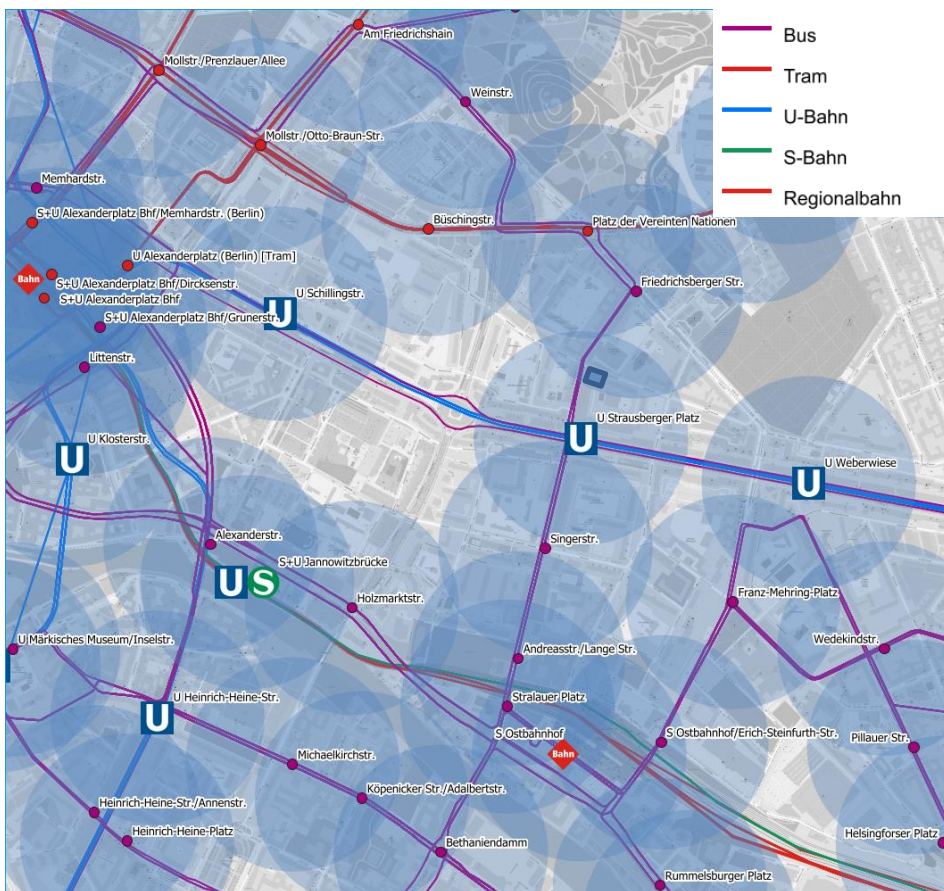 Bus
Tram
U-Bahn
S-Bahn
Regionalbahn
Am Friedrichshain
Mollstr./Prenzlauer Allee
Weinstr.
Mollstr./Otto-Braun-Str.
Memhardstr.
S+U Alexanderplatz Bhf/Memhardstr. (Berlin)
Büschingstr.
Platz der Vereinten Nationen
U Alexanderplatz (Berlin) [Tram]
Bahn
S+U Alexanderplatz Bhf/Dircksenstr.
Friedrichsberger Str.
S+U Alexanderplatz Bhf
U Schillingstr.
U
S+U Alexanderplatz Bhf/Grunerstr.
Littenstr.
U Strausberger Platz
U
U Klosterstr.
U
U Weberwiese
U
Alexanderstr.
Singerstr.
S+U Jannowitzbrücke
U S
Holzmarktstr.
Franz-Mehring-Platz
U Märkisches Museum/Inselstr.
Wedekindstr.
Andreasstr./Lange Str.
U Heinrich-Heine-Str.
U
Stralauer Platz
S Ostbahnhof
Bahn
S Ostbahnhof/Erich-Steinfurth-Str.
Pillauer Str.
Michaelkirchstr.
Köpenicker Str./Adalbertstr.
Heinrich-Heine-Str./Annenstr.
Heinrich-Heine-Platz
Bethaniendamm
Helsingforser Platz
Rummelsburger Platz